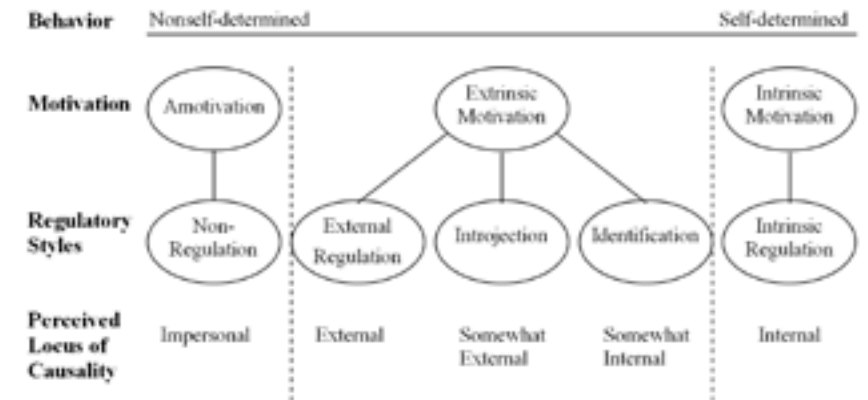 Behavior Nonself-determined Self-determined
Motivation Amotivation Extrinsic Motivation Intrinsic Motivation
Regulatory Styles Non-Regulation External Regulation Introjection Identification Intrinsic Regulation
Perceived Locus of Causality Impersonal External Somewhat External Somewhat Internal Internal